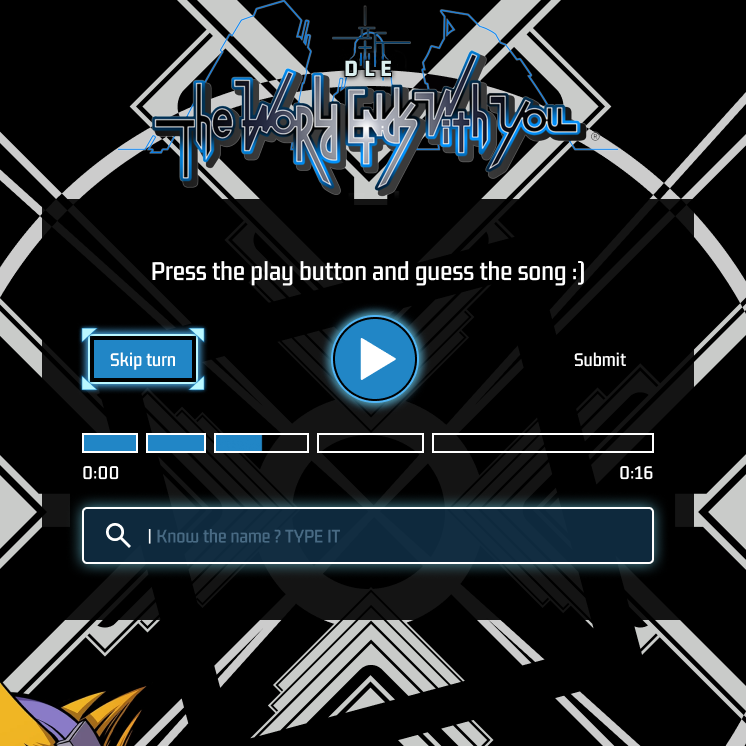 DLE
The WORLD ENDS With YOU
®
Press the play button and guess the song :)
Skip turn
Submit
0:00 0:16
Know the name ? TYPE IT